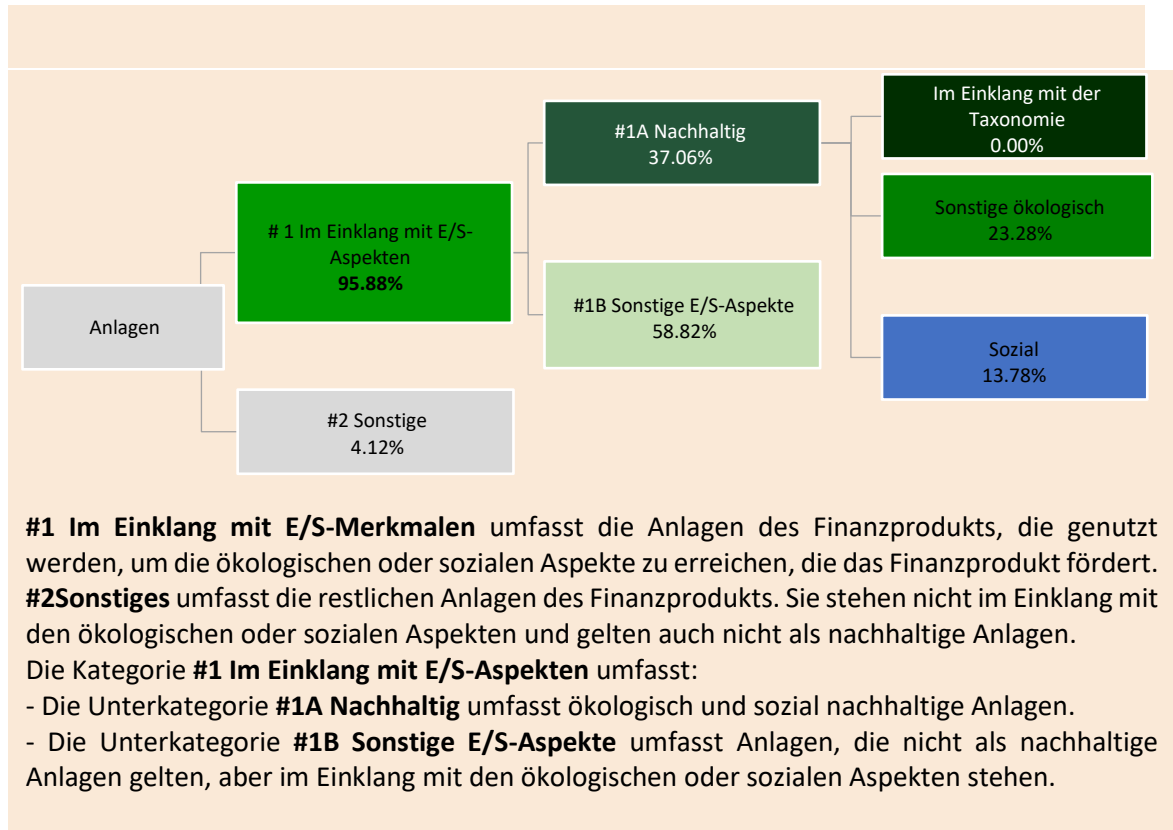 Anlagen
# 1 Im Einklang mit E/S-
Aspekten
95.88%
#2 Sonstige
4.12%
#1A Nachhaltig
37.06%
#1B Sonstige E/S-Aspekte
58.82%
Im Einklang mit der
Taxonomie
0.00%
Sonstige ökologisch
23.28%
Sozial
13.78%
#1 Im Einklang mit E/S-Merkmalen umfasst die Anlagen des Finanzprodukts, die genutzt
werden, um die ökologischen oder sozialen Aspekte zu erreichen, die das Finanzprodukt fördert.
#2Sonstiges umfasst die restlichen Anlagen des Finanzprodukts. Sie stehen nicht im Einklang mit
den ökologischen oder sozialen Aspekten und gelten auch nicht als nachhaltige Anlagen.
Die Kategorie #1 Im Einklang mit E/S-Aspekten umfasst:
- Die Unterkategorie #1A Nachhaltig umfasst ökologisch und sozial nachhaltige Anlagen.
- Die Unterkategorie #1B Sonstige E/S-Aspekte umfasst Anlagen, die nicht als nachhaltige
Anlagen gelten, aber im Einklang mit den ökologischen oder sozialen Aspekten stehen.